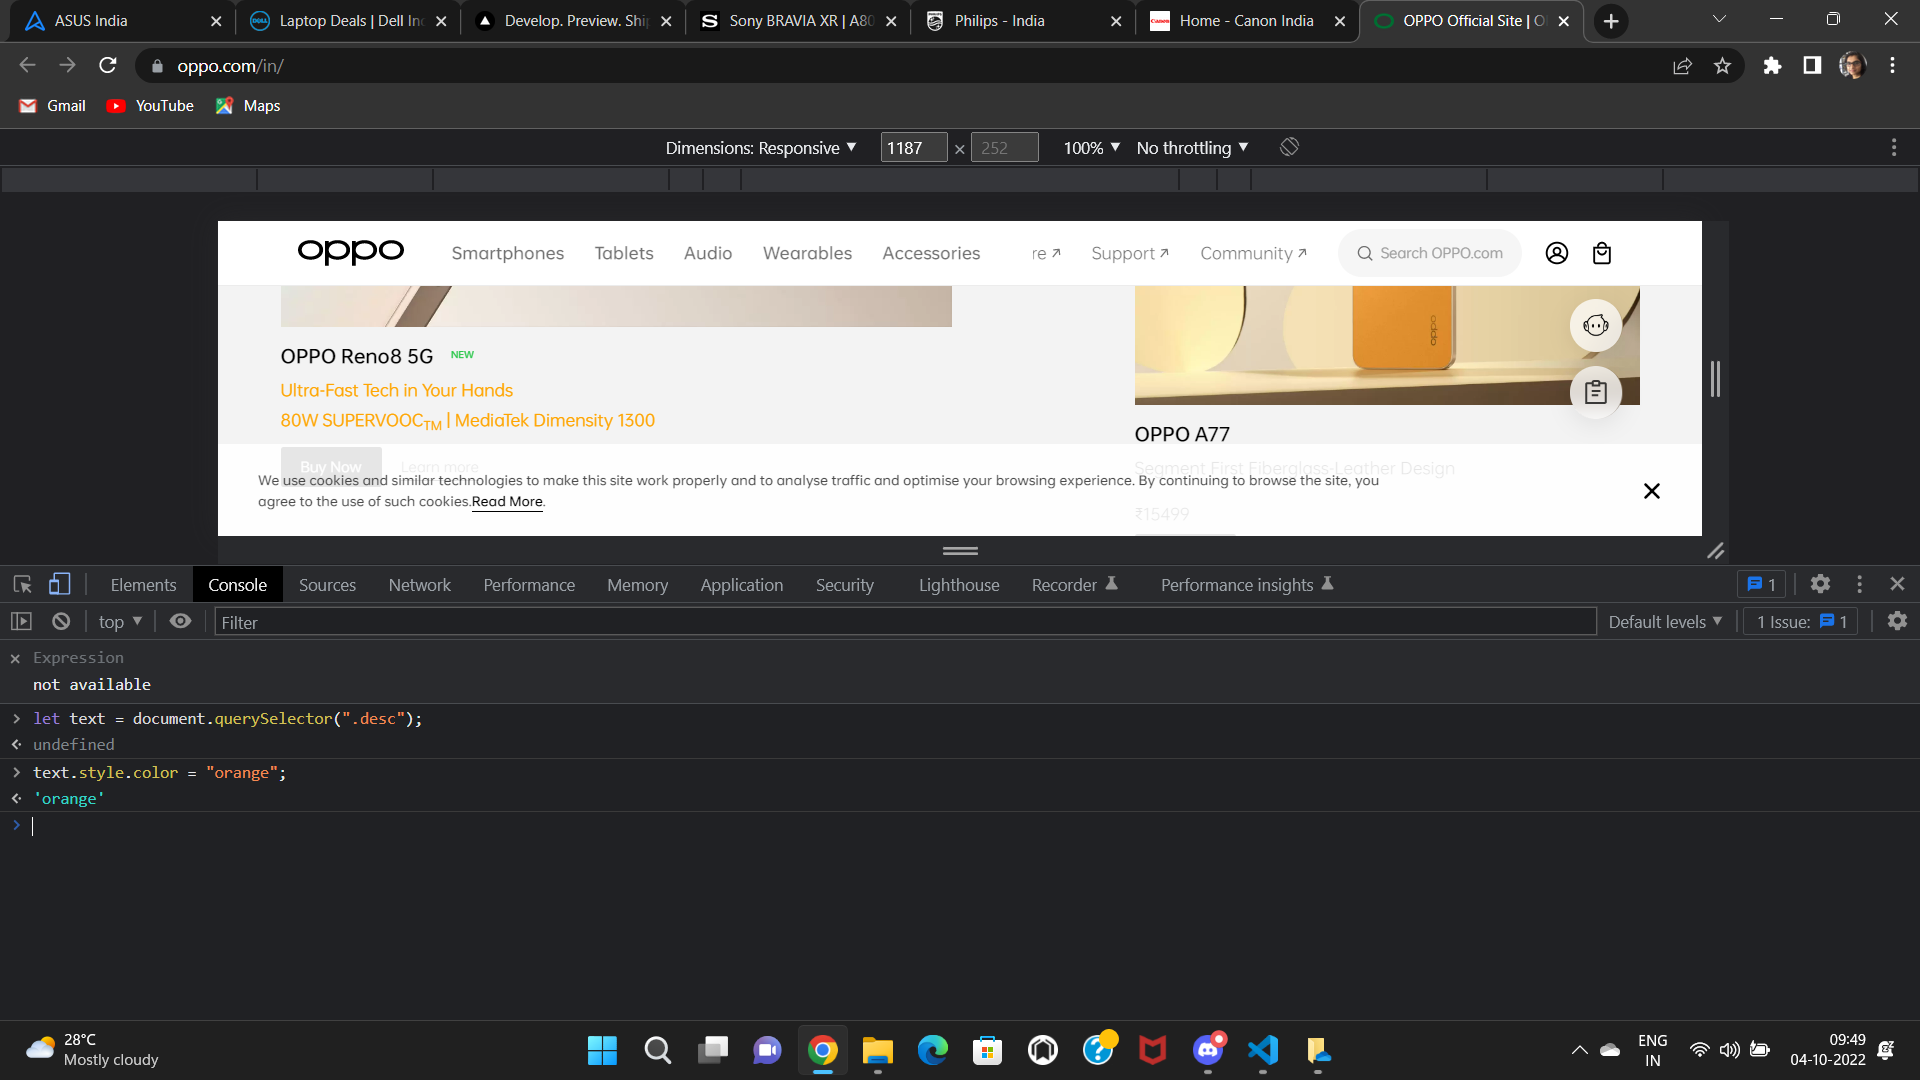 ASUS India
Laptop Deals | Dell Inc
Develop. Preview. Ship
Sony BRAVIA XR | A80
Philips - India
Home - Canon India
OPPO Official Site | O
oppo.com/in/
Gmail
YouTube
Maps
Dimensions: Responsive
1187 × 252
100%
No throttling
oppo
Smartphones
Tablets
Audio
Wearables
Accessories
re
Support
Community
Search OPPO.com
OPPO Reno8 5G NEW
Ultra-Fast Tech in Your Hands
80W SUPERVOOCTM | MediaTek Dimensity 1300
Buy Now
Learn more
oppo
OPPO A77
Segment First Fiberglass-Leather Design
₹15499
We use cookies and similar technologies to make this site work properly and to analyse traffic and optimise your browsing experience. By continuing to browse the site, you
agree to the use of such cookies.Read More.
Elements
Console
Sources
Network
Performance
Memory
Application
Security
Lighthouse
Recorder
Performance insights
1
top
Filter
Default levels
1 Issue: 1
Expression
not available
let text = document.querySelector(".desc");
undefined
text.style.color = "orange";
'orange'
28°C
Mostly cloudy
ENG
IN
09:49
04-10-2022